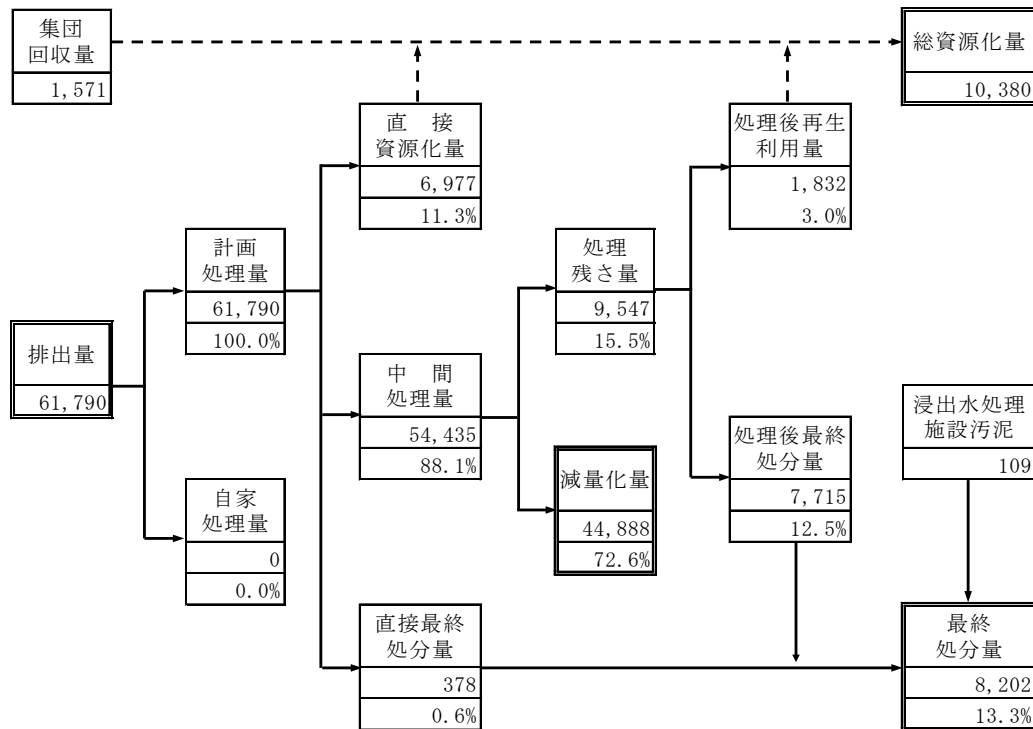 集団
回収量
1,571
総資源化量
10,380
直　接
資源化量
6,977
11.3%
処理後再生
利用量
1,832
3.0%
計画
処理量
61,790
100.0%
処理
残さ量
9,547
15.5%
排出量
61,790
中　間
処理量
54,435
88.1%
処理後最終
処分量
7,715
12.5%
浸出水処理
施設汚泥
109
減量化量
44,888
72.6%
自家
処理量
0
0.0%
直接最終
処分量
378
0.6%
最終
処分量
8,202
13.3%